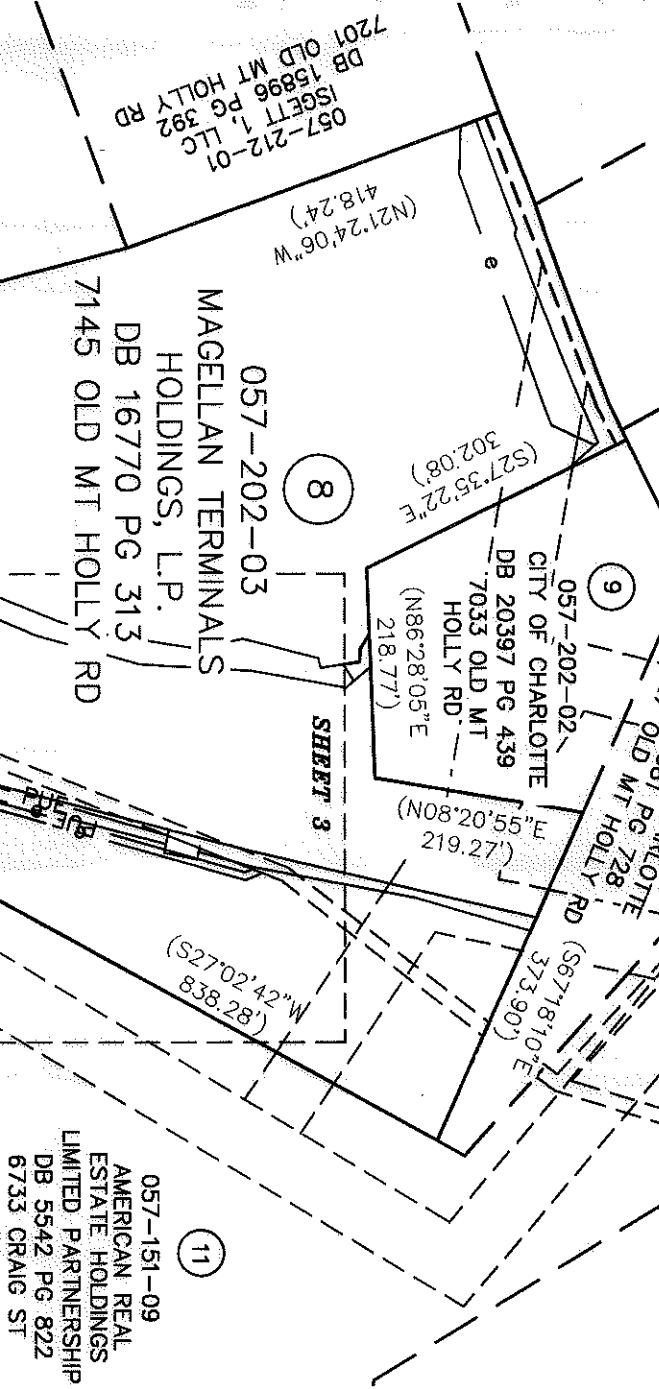 057-212-01
ISGETT 1, LLC
DB 15896 PG 392
7201 OLD MT HOLLY RD
(N21°24'06"W
418.24')
e
(S27°35'22"E
302.08')
8
057-202-03
MAGELLAN TERMINALS
HOLDINGS, L.P.
DB 16770 PG 313
7145 OLD MT HOLLY RD
9
057-202-02
CITY OF CHARLOTTE
DB 20397 PG 439
7033 OLD MT
HOLLY RD
(N86°28'05"E
218.77')
(N08°20'55"E
219.27')
PG 728
OLD MT HOLLY RD
(S67°18'10"E
373.90')
SHEET 3
PUE
(S27°02'42"W
838.28')
11
057-151-09
AMERICAN REAL
ESTATE HOLDINGS
LIMITED PARTNERSHIP
DB 5542 PG 822
6733 CRAIG ST